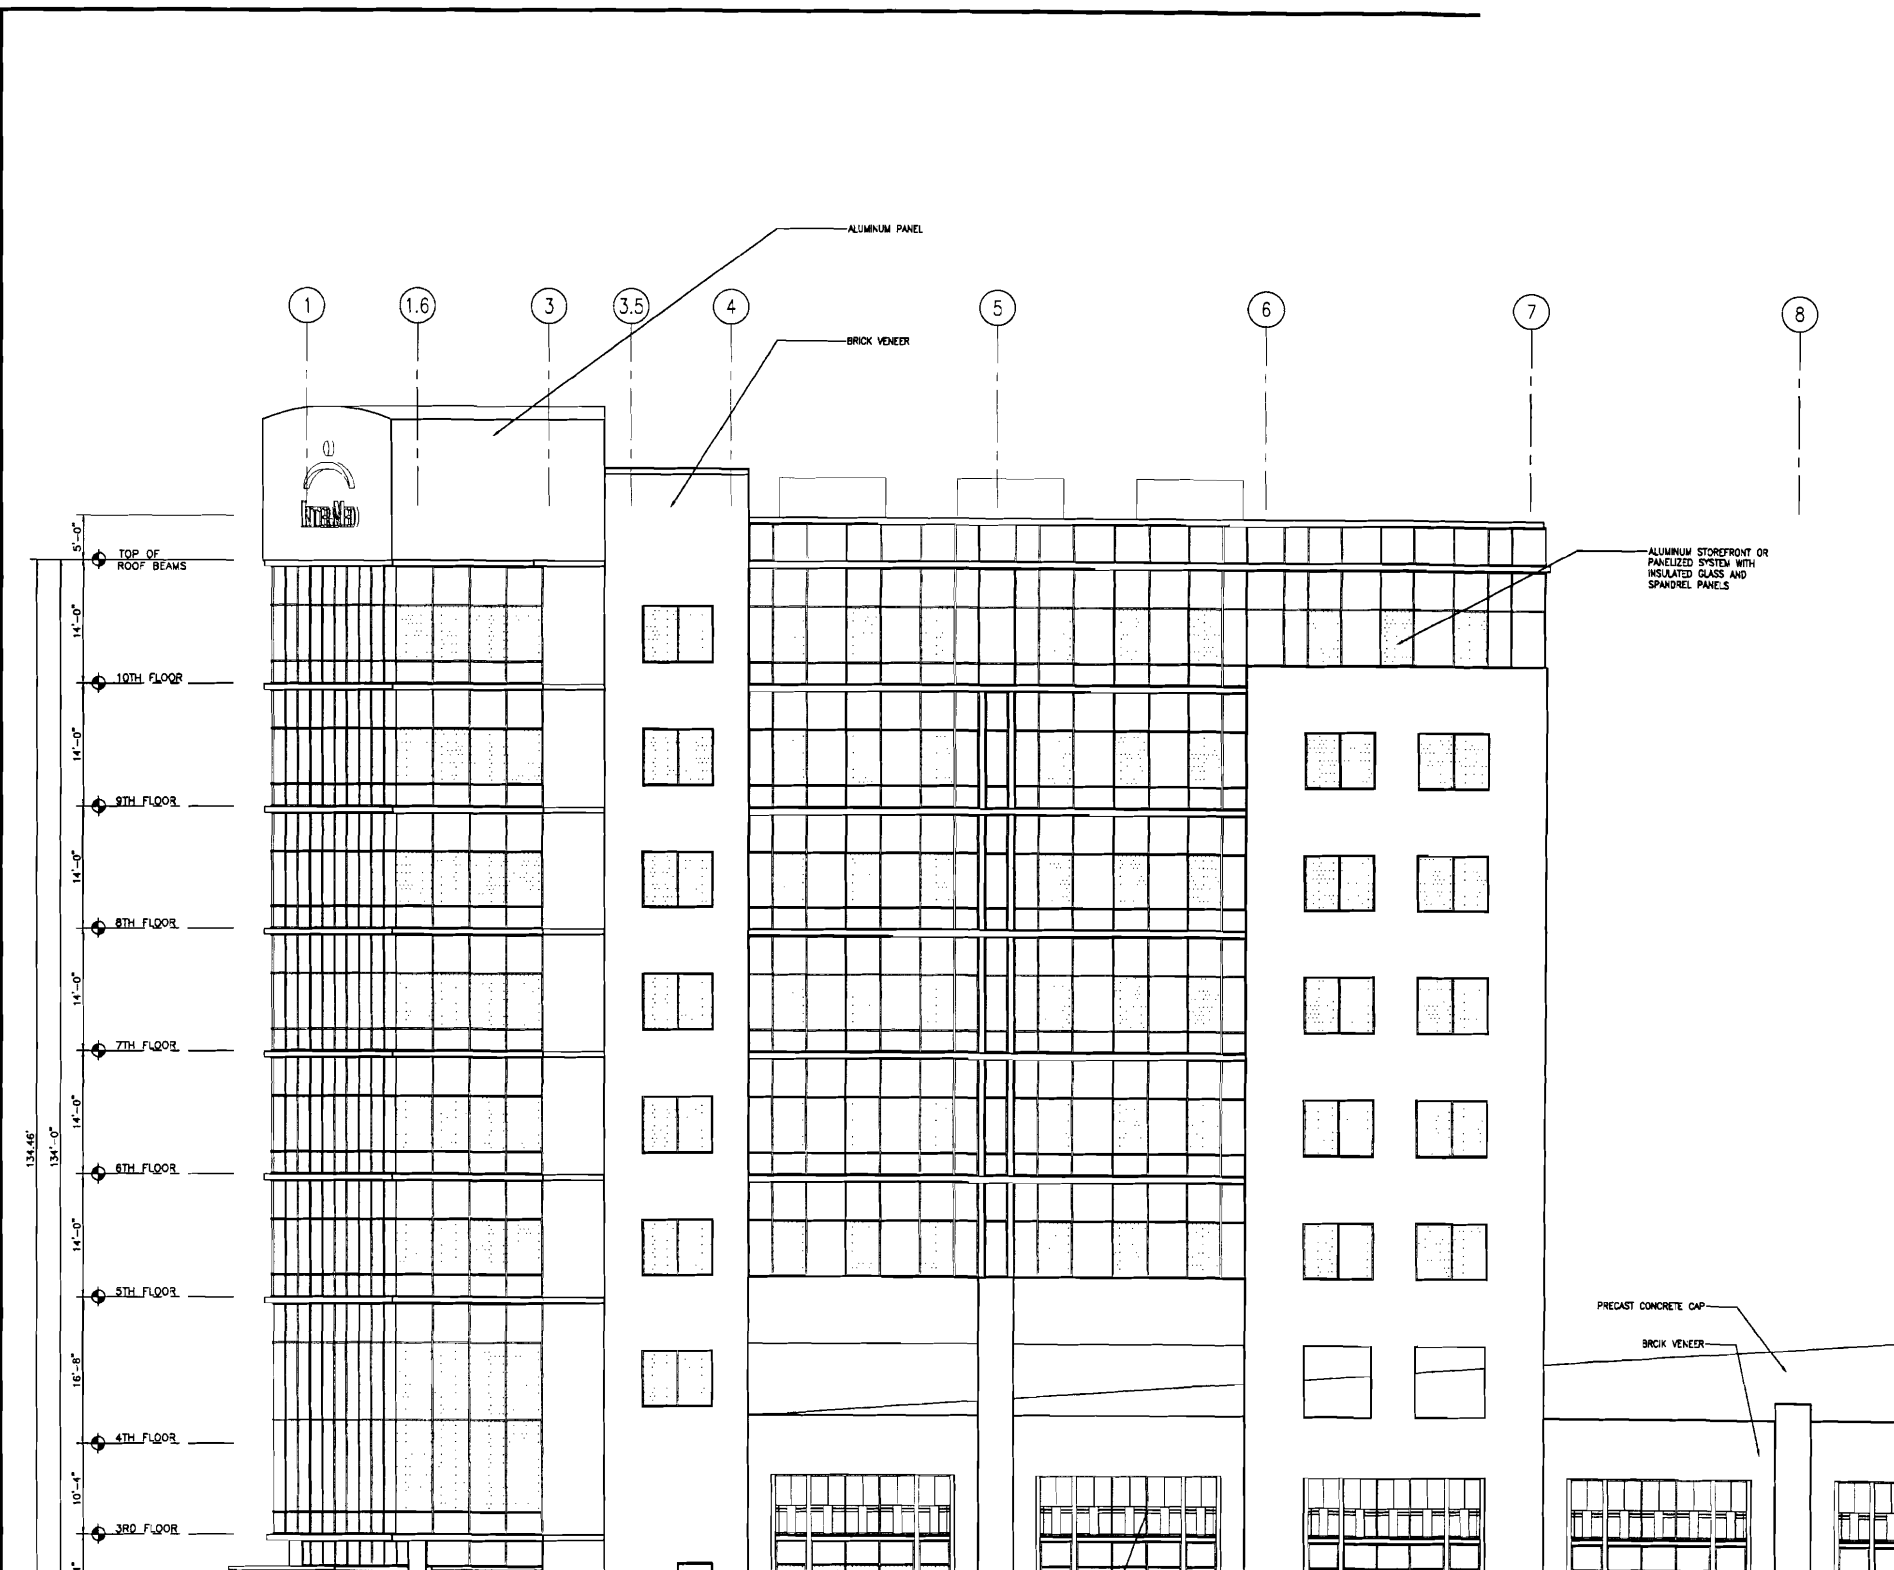 ALUMINUM PANEL
1
1.6
3
3.5
4
5
6
7
8
BRICK VENEER
5'-0"
TOP OF
ROOF BEAMS
ALUMINUM STOREFRONT OR
PANELIZED SYSTEM WITH
INSULATED GLASS AND
SPANDREL PANELS
14'-0"
10TH FLOOR
14'-0"
9TH FLOOR
14'-0"
8TH FLOOR
14'-0"
7TH FLOOR
14'-0"
134.46'
134'-0"
6TH FLOOR
14'-0"
5TH FLOOR
PRECAST CONCRETE CAP
BRCIK VENEER
16'-8"
4TH FLOOR
10'-4"
3RD FLOOR